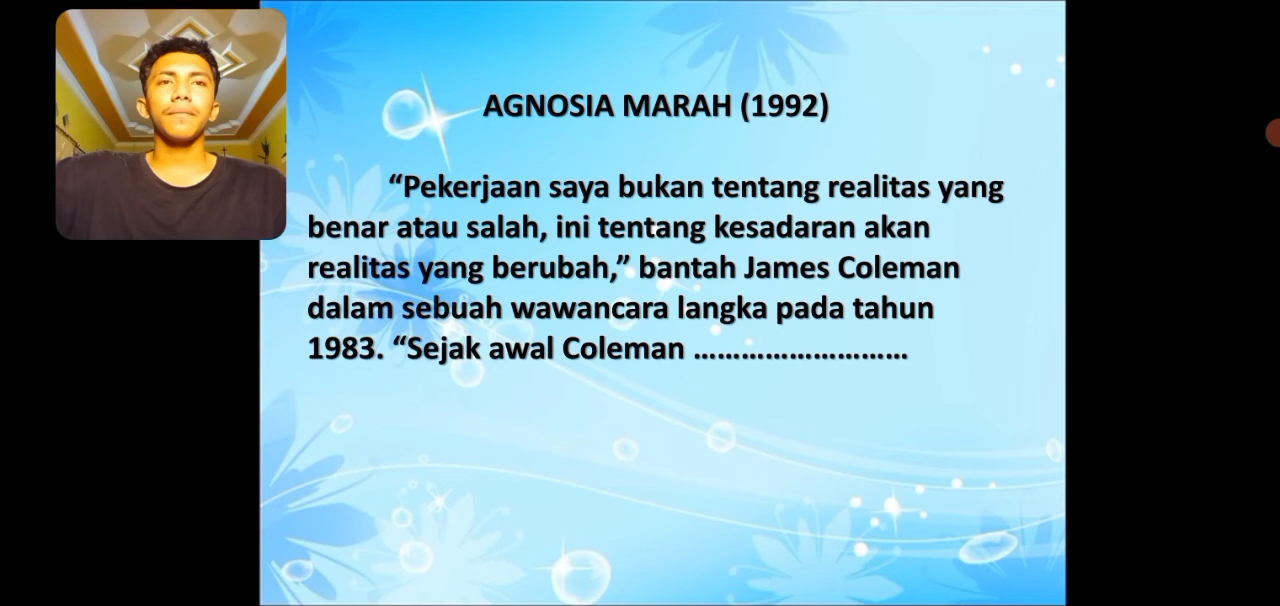 AGNOSIA MARAH (1992)
“Pekerjaan saya bukan tentang realitas yang
benar atau salah, ini tentang kesadaran akan
realitas yang berubah,” bantah James Coleman
dalam sebuah wawancara langka pada tahun
1983. “Sejak awal Coleman ………………………